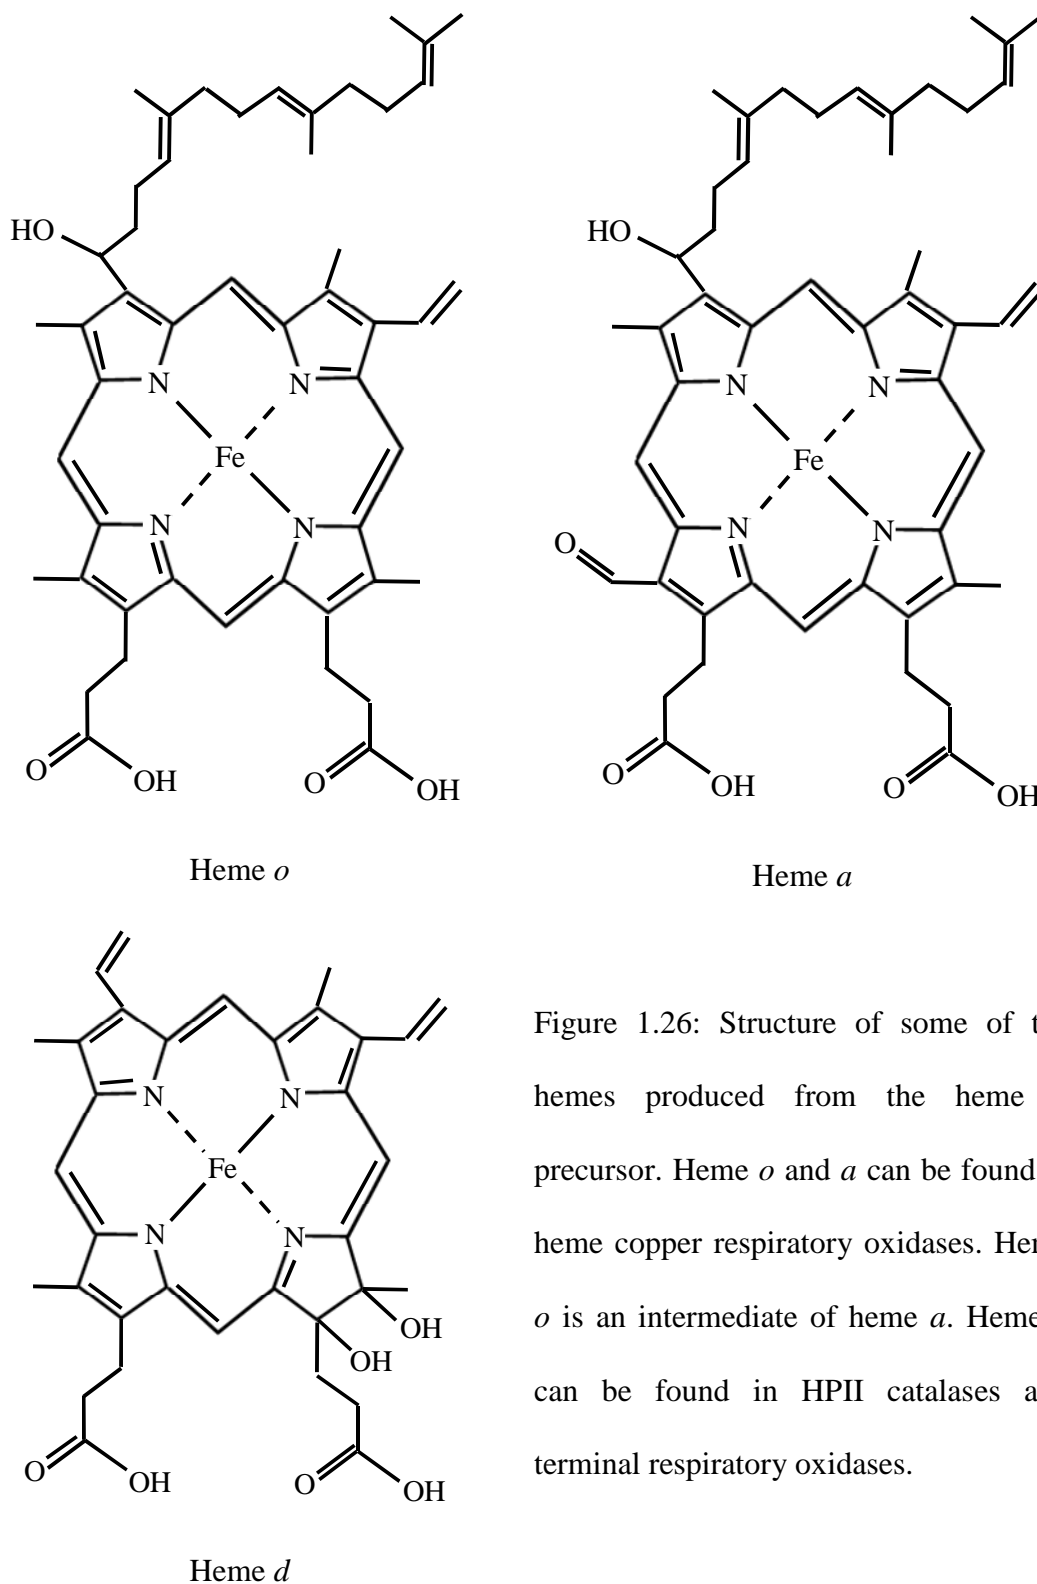 HO
HO
N N
N N
Fe
Fe
N N
N N
O
O OH O OH
O OH O OH
Heme o
Heme a
N N
Fe
N N
OH
OH
O OH O OH
Heme d
Figure 1.26: Structure of some of
hemes produced from the heme
precursor. Heme o and a can be found
heme copper respiratory oxidases.
o is an intermediate of heme a. Heme
can be found in HPII catalases
terminal respiratory oxidases.